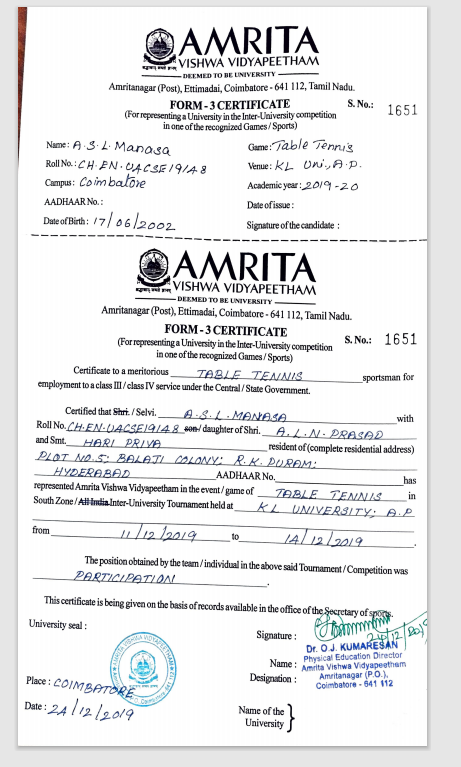 AMRITA
VISHWA VIDYAPEETHAM
DEEMED TO BE UNIVERSITY
Amritanagar (Post), Ettimadai, Coimbatore - 641 112, Tamil Nadu.
FORM - 3 CERTIFICATE
S. No.: 1651
(For representing a University in the Inter-University competition
in one of the recognized Games / Sports)
Name: A.S.L. Manasa
Game: Table Tennis
Roll No.: CH.EN.UACSE19148
Venue: KL Uni., A.P.
Campus: Coimbatore
Academic year: 2019-20
AADHAAR No.:
Date of issue:
Date of Birth: 17/06/2002
Signature of the candidate :
AMRITA
VISHWA VIDYAPEETHAM
DEEMED TO BE UNIVERSITY
Amritanagar (Post), Ettimadai, Coimbatore - 641 112, Tamil Nadu.
FORM - 3 CERTIFICATE
S. No.: 1651
(For representing a University in the Inter-University competition
in one of the recognized Games / Sports)
Certificate to a meritorious TABLE TENNIS sportsman for
employment to a class III / class IV service under the Central / State Government.
Certified that Shri. / Selvi. A.S.L. MANASA with
Roll No. CH.EN.UACSE19148 son / daughter of Shri. A.L.N. PRASAD
and Smt. HARI PRIYA resident of (complete residential address)
PLOT NO.5; BALAJI COLONY; R.K. PURAM;
HYDERABAD AADHAAR No. has
represented Amrita Vishwa Vidyapeetham in the event / game of TABLE TENNIS in
South Zone / All India Inter-University Tournament held at KL UNIVERSITY; A.P
from 11/12/2019 to 14/12/2019.
The position obtained by the team / individual in the above said Tournament / Competition was
PARTICIPATION.
This certificate is being given on the basis of records available in the office of the Secretary of sports.
University seal :
Signature :
24/12/2019
Dr. O.J. KUMARESAN
Name : Physical Education Director
Amrita Vishwa Vidyapeetham
Designation : Amritanagar (P.O.),
Coimbatore - 641 112
Place : COIMBATORE
Date : 24/12/2019
Name of the
University